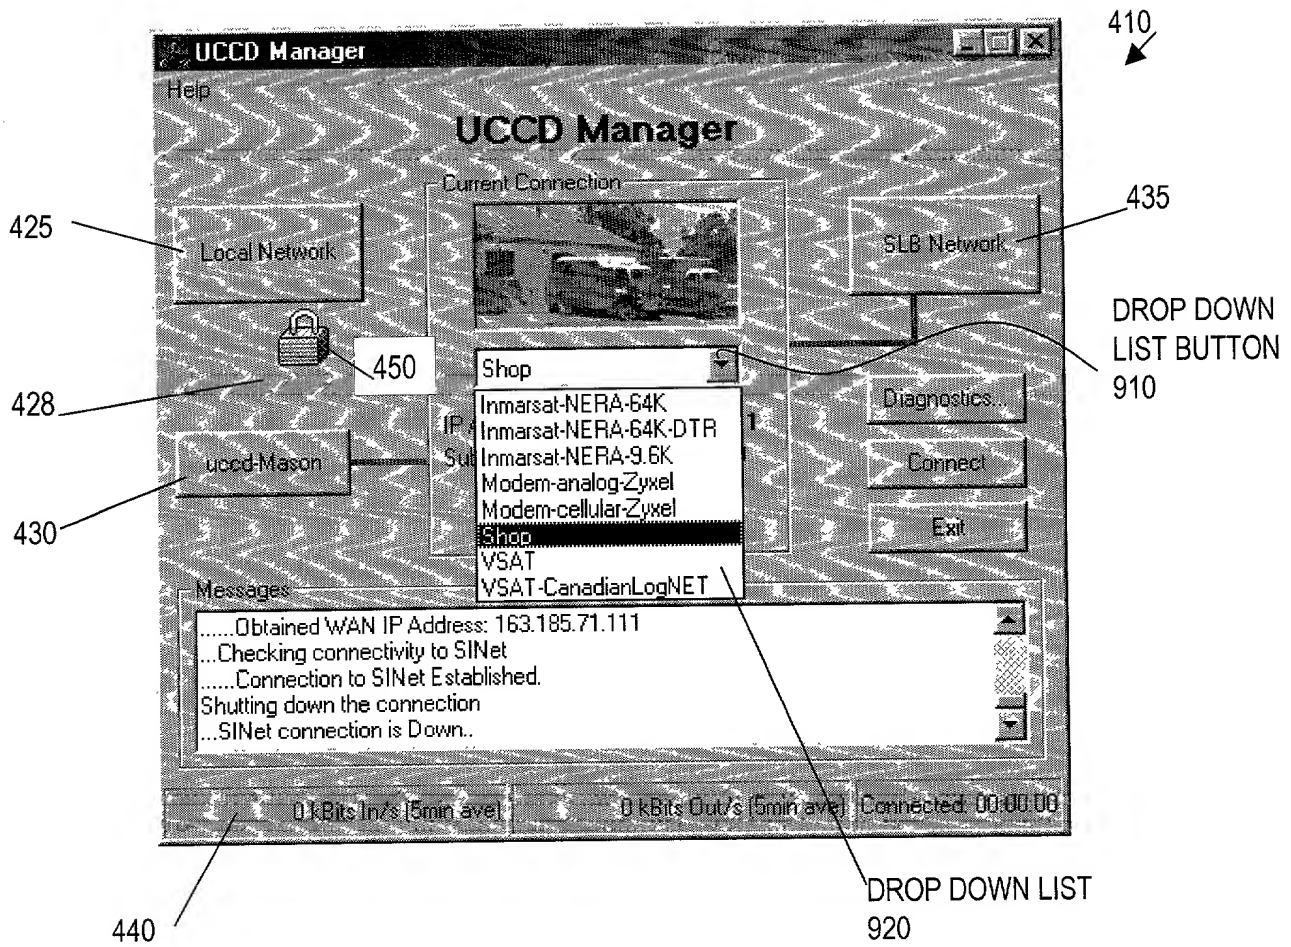 410
UCCD Manager
Help
UCCD Manager
Current Connection
425
Local Network
SLB Network
435
DROP DOWN
LIST BUTTON
910
450
Shop
428
Inmarsat-NERA-64K
Inmarsat-NERA-64K-DTR
Inmarsat-NERA-9.6K
Modem-analog-Zyxel
Modem-cellular-Zyxel
Shop
VSAT
VSAT-CanadianLogNET
IP
1
Sub
Diagnostics...
uccd-Mason
Connect
430
Exit
Messages
......Obtained WAN IP Address: 163.185.71.111
...Checking connectivity to SINet
......Connection to SINet Established.
Shutting down the connection
...SINet connection is Down..
0 kBits In/s (5min ave)
0 kBits Out/s (5min ave)
Connected: 00:00:00
440
DROP DOWN LIST
920